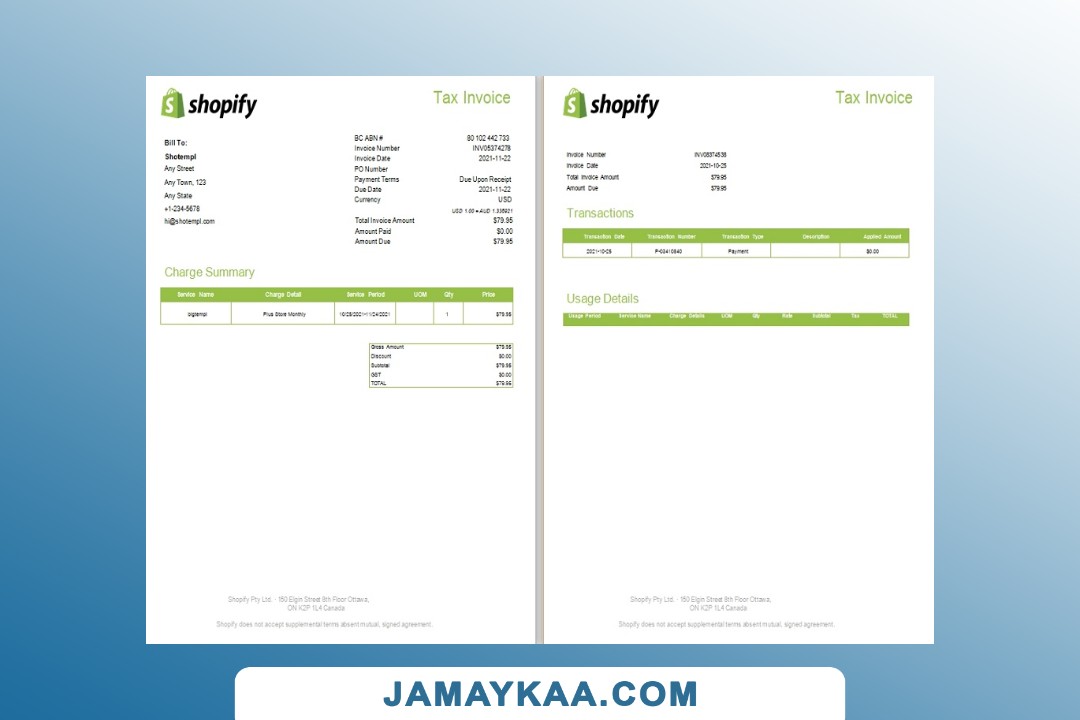 shopify
Tax Invoice
Bill To:
Shotempl
Any Street
Any Town, 123
Any State
+1-234-5678
hi@shotempl.com
BC ABN # 80 102 442 733
Invoice Number INV05374278
Invoice Date 2021-11-22
PO Number
Payment Terms Due Upon Receipt
Due Date 2021-11-22
Currency USD
USD 1.00 = AUD 1.335921
Total Invoice Amount $79.95
Amount Paid $0.00
Amount Due $79.95
Charge Summary
Service Name Charge Detail Service Period UOM Qty Price
bigtempl Plus Store Monthly 10/25/2021-11/24/2021 1 $79.95
Gross Amount $79.95
Discount $0.00
Subtotal $79.95
GST $0.00
TOTAL $79.95
Shopify Pty Ltd. - 150 Elgin Street 8th Floor Ottawa,
ON K2P 1L4 Canada
Shopify does not accept supplemental terms absent mutual, signed agreement.
shopify
Tax Invoice
Invoice Number INV05374535
Invoice Date 2021-10-25
Total Invoice Amount $79.95
Amount Due $79.95
Transactions
Transaction Date Transaction Number Transaction Type Description Applied Amount
2021-10-25 P-00410840 Payment $0.00
Usage Details
Usage Period Service Name Charge Details UOM Qty Rate Subtotal Tax TOTAL
Shopify Pty Ltd. - 150 Elgin Street 8th Floor Ottawa,
ON K2P 1L4 Canada
Shopify does not accept supplemental terms absent mutual, signed agreement.
JAMAYKAA.COM